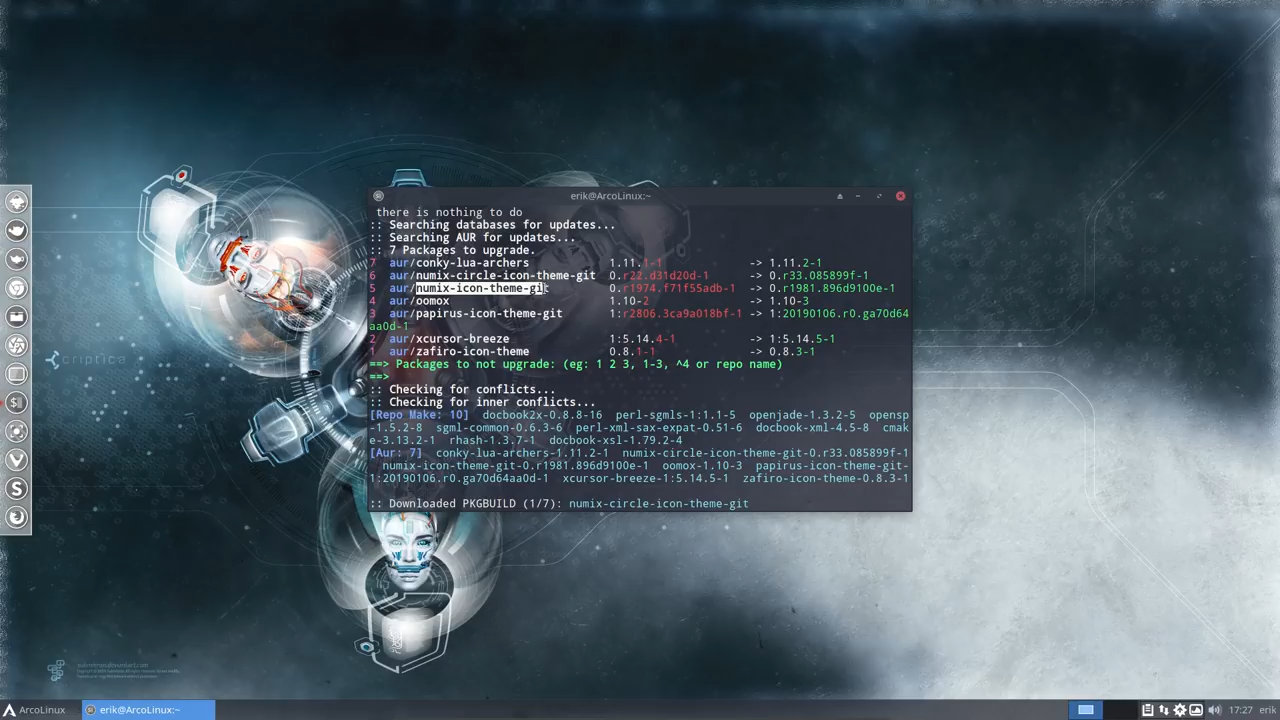 erik@ArcoLinux:~
there is nothing to do
:: Searching databases for updates...
:: Searching AUR for updates...
:: 7 Packages to upgrade.
7  aur/conky-lua-archers  1.11.1-1  -> 1.11.2-1
6  aur/numix-circle-icon-theme-git  0.r22.d31d20d-1  -> 0.r33.085899f-1
5  aur/numix-icon-theme-git  0.r1974.f71f55adb-1  -> 0.r1981.896d9100e-1
4  aur/oomox  1.10-2  -> 1.10-3
3  aur/papirus-icon-theme-git  1:r2806.3ca9a018bf-1 -> 1:20190106.r0.ga70d64
aa0d-1
2  aur/xcursor-breeze  1:5.14.4-1  -> 1:5.14.5-1
1  aur/zafiro-icon-theme  0.8.1-1  -> 0.8.3-1
==> Packages to not upgrade: (eg: 1 2 3, 1-3, ^4 or repo name)
==>
:: Checking for conflicts...
:: Checking for inner conflicts...
[Repo Make: 10]  docbook2x-0.8.8-16  perl-sgmls-1:1.1-5  openjade-1.3.2-5  opensp
-1.5.2-8  sgml-common-0.6.3-6  perl-xml-sax-expat-0.51-6  docbook-xml-4.5-8  cmak
e-3.13.2-1  rhash-1.3.7-1  docbook-xsl-1.79.2-4
[Aur: 7]  conky-lua-archers-1.11.2-1  numix-circle-icon-theme-git-0.r33.085899f-1
numix-icon-theme-git-0.r1981.896d9100e-1  oomox-1.10-3  papirus-icon-theme-git-
1:20190106.r0.ga70d64aa0d-1  xcursor-breeze-1:5.14.5-1  zafiro-icon-theme-0.8.3-1
:: Downloaded PKGBUILD (1/7): numix-circle-icon-theme-git
criptica
ArcoLinux
erik@ArcoLinux:~
17:27
erik